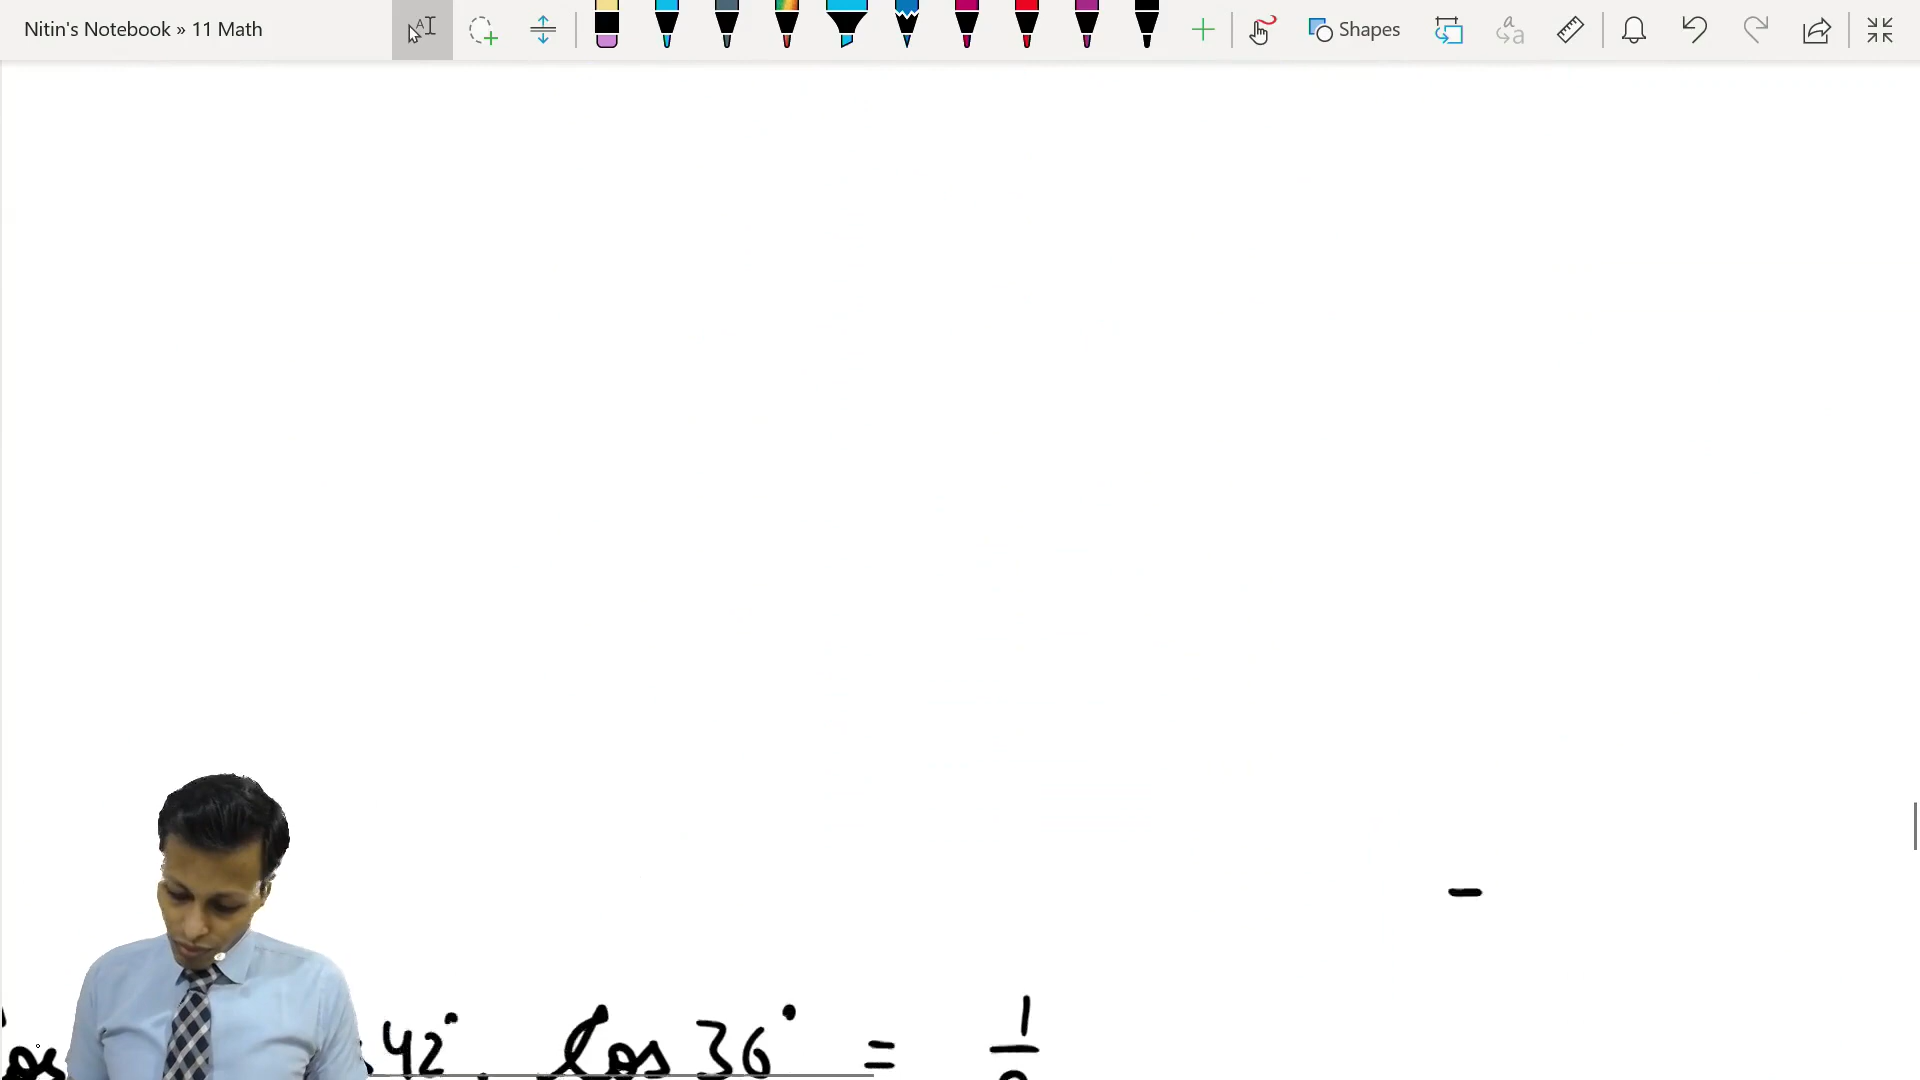 Nitin's Notebook » 11 Math
Shapes
42° . cos 36° = 1